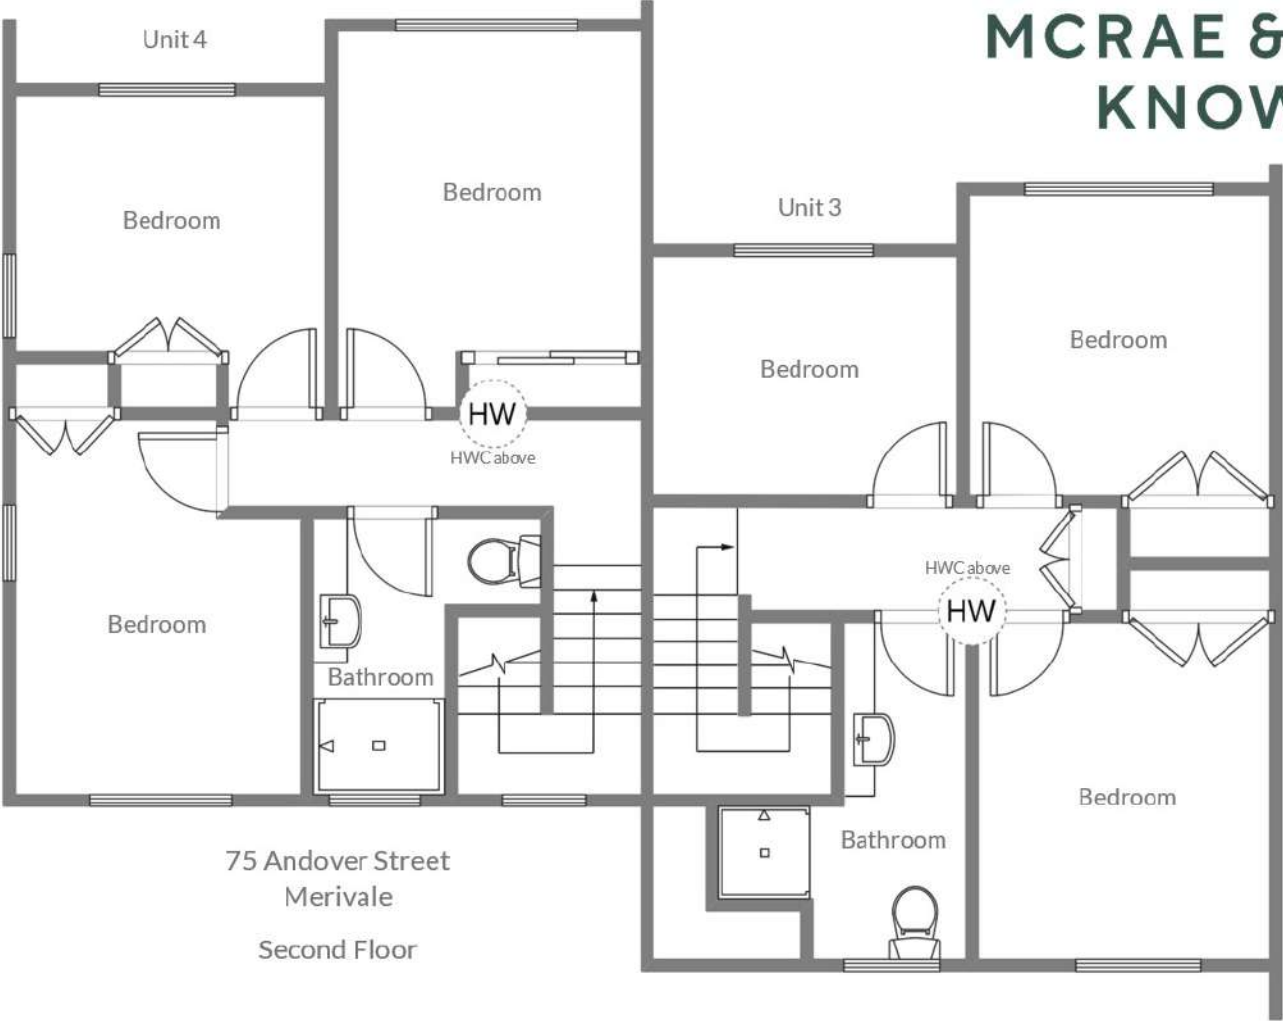 MCRAE &
KNOW
Unit 4
Bedroom
Bedroom
Unit 3
Bedroom
Bedroom
HW
HWC above
HWC above
HW
Bedroom
Bathroom
Bedroom
Bathroom
75 Andover Street
Merivale
Second Floor